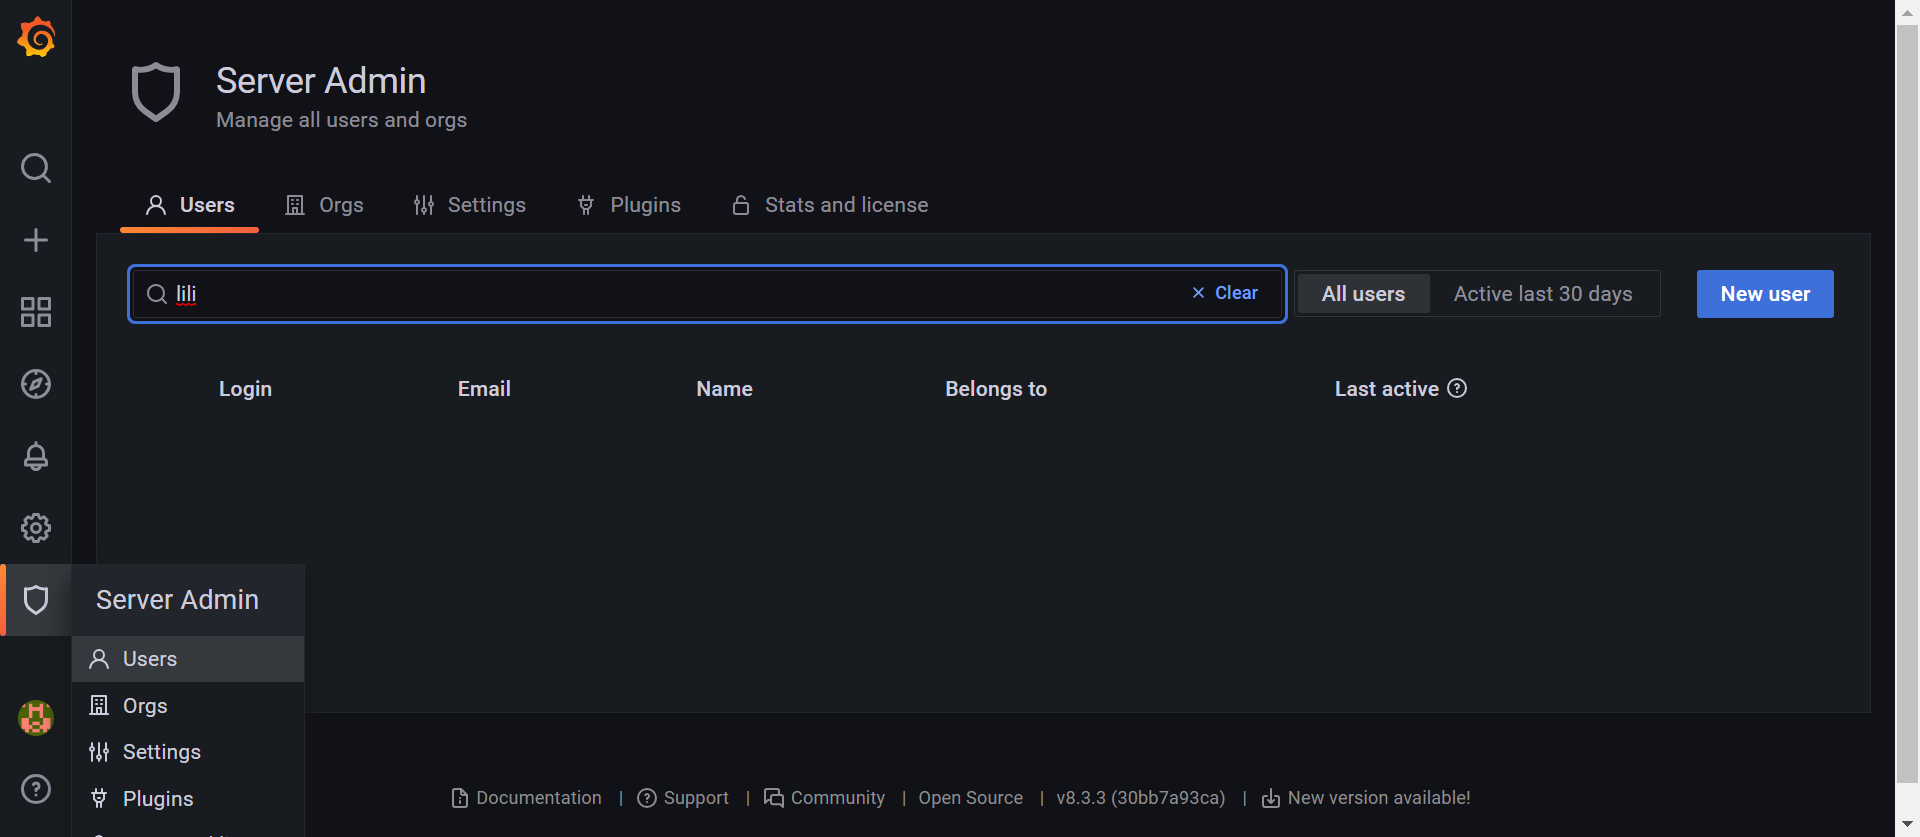 Server Admin
Manage all users and orgs
Users Orgs Settings Plugins Stats and license
lili Clear All users Active last 30 days New user
Login Email Name Belongs to Last active
Server Admin
Users
Orgs
Settings
Plugins
Documentation | Support | Community | Open Source | v8.3.3 (30bb7a93ca) | New version available!